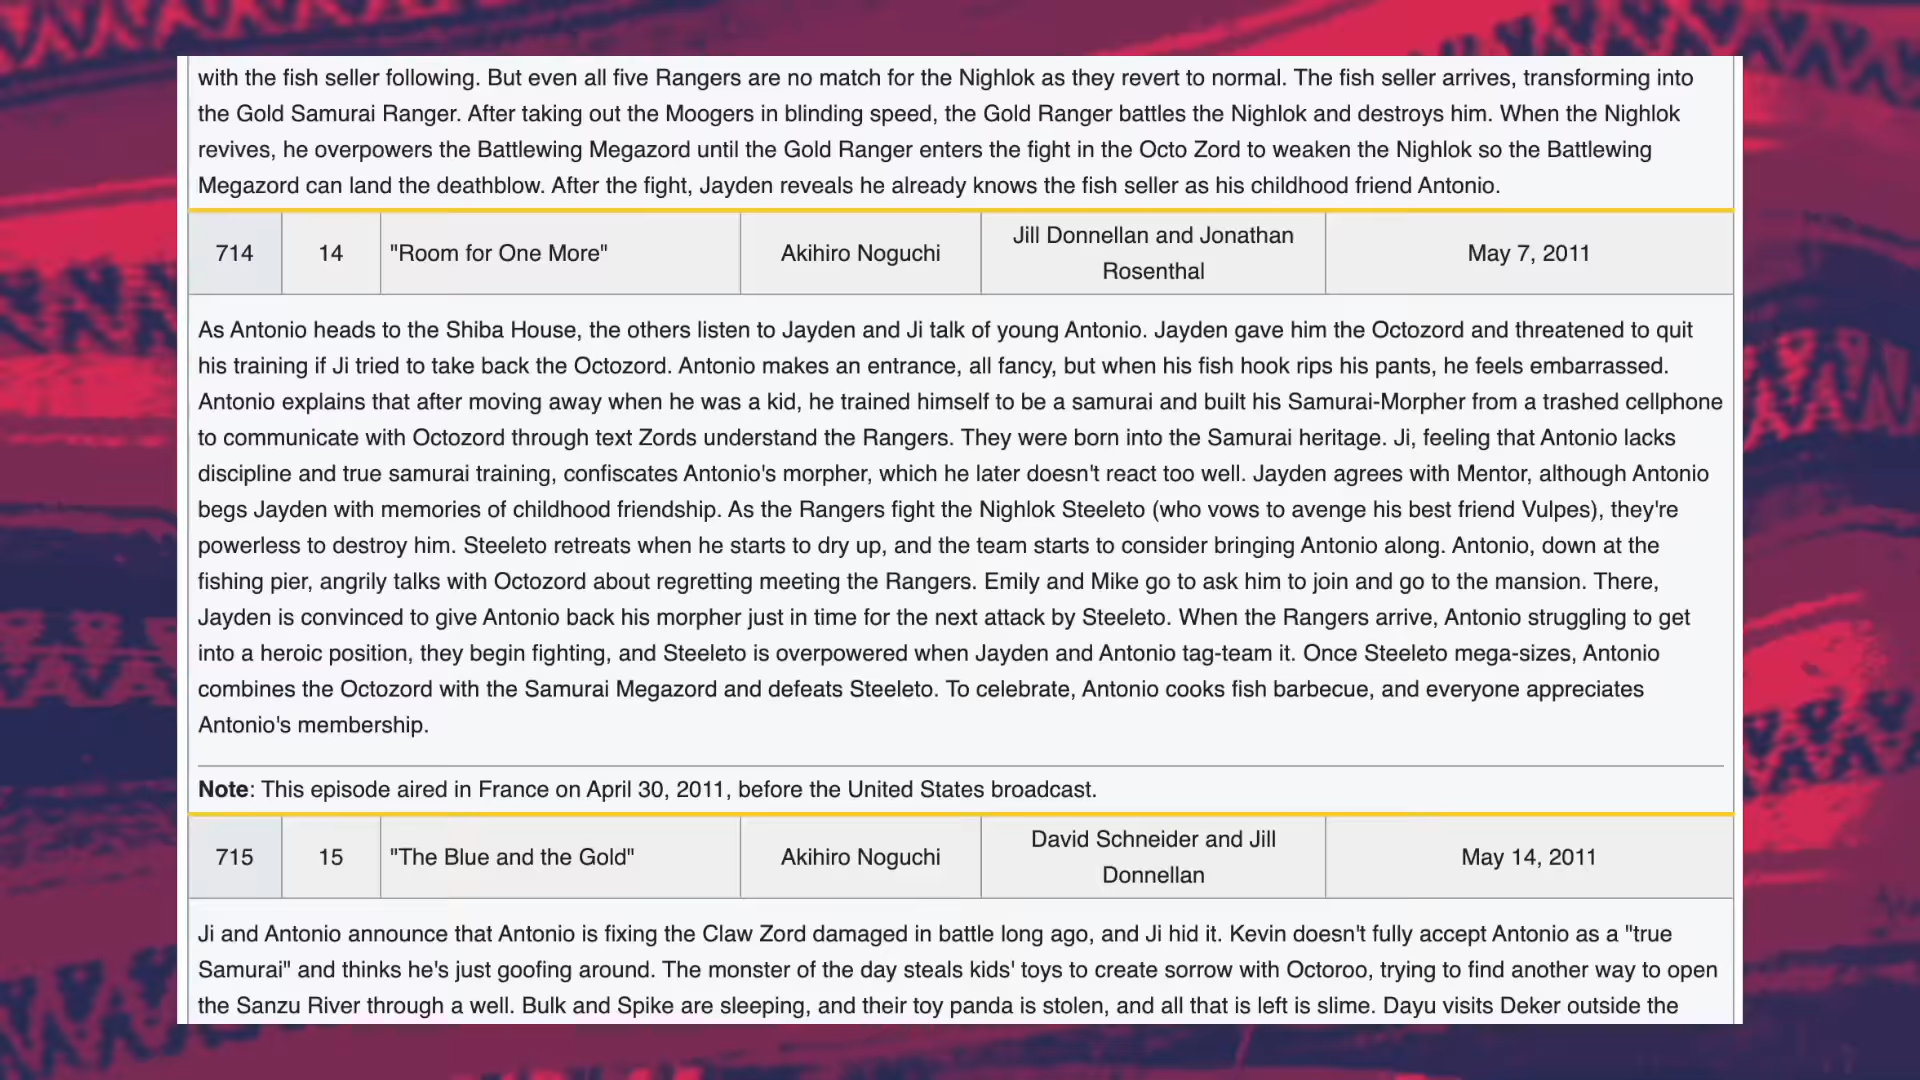 with the fish seller following. But even all five Rangers are no match for the Nighlok as they revert to normal. The fish seller arrives, transforming into
the Gold Samurai Ranger. After taking out the Moogers in blinding speed, the Gold Ranger battles the Nighlok and destroys him. When the Nighlok
revives, he overpowers the Battlewing Megazord until the Gold Ranger enters the fight in the Octo Zord to weaken the Nighlok so the Battlewing
Megazord can land the deathblow. After the fight, Jayden reveals he already knows the fish seller as his childhood friend Antonio.
714 14 "Room for One More" Akihiro Noguchi Jill Donnellan and Jonathan Rosenthal May 7, 2011
As Antonio heads to the Shiba House, the others listen to Jayden and Ji talk of young Antonio. Jayden gave him the Octozord and threatened to quit
his training if Ji tried to take back the Octozord. Antonio makes an entrance, all fancy, but when his fish hook rips his pants, he feels embarrassed.
Antonio explains that after moving away when he was a kid, he trained himself to be a samurai and built his Samurai-Morpher from a trashed cellphone
to communicate with Octozord through text Zords understand the Rangers. They were born into the Samurai heritage. Ji, feeling that Antonio lacks
discipline and true samurai training, confiscates Antonio's morpher, which he later doesn't react too well. Jayden agrees with Mentor, although Antonio
begs Jayden with memories of childhood friendship. As the Rangers fight the Nighlok Steeleto (who vows to avenge his best friend Vulpes), they're
powerless to destroy him. Steeleto retreats when he starts to dry up, and the team starts to consider bringing Antonio along. Antonio, down at the
fishing pier, angrily talks with Octozord about regretting meeting the Rangers. Emily and Mike go to ask him to join and go to the mansion. There,
Jayden is convinced to give Antonio back his morpher just in time for the next attack by Steeleto. When the Rangers arrive, Antonio struggling to get
into a heroic position, they begin fighting, and Steeleto is overpowered when Jayden and Antonio tag-team it. Once Steeleto mega-sizes, Antonio
combines the Octozord with the Samurai Megazord and defeats Steeleto. To celebrate, Antonio cooks fish barbecue, and everyone appreciates
Antonio's membership.
Note: This episode aired in France on April 30, 2011, before the United States broadcast.
715 15 "The Blue and the Gold" Akihiro Noguchi David Schneider and Jill Donnellan May 14, 2011
Ji and Antonio announce that Antonio is fixing the Claw Zord damaged in battle long ago, and Ji hid it. Kevin doesn't fully accept Antonio as a "true
Samurai" and thinks he's just goofing around. The monster of the day steals kids' toys to create sorrow with Octoroo, trying to find another way to open
the Sanzu River through a well. Bulk and Spike are sleeping, and their toy panda is stolen, and all that is left is slime. Dayu visits Deker outside the